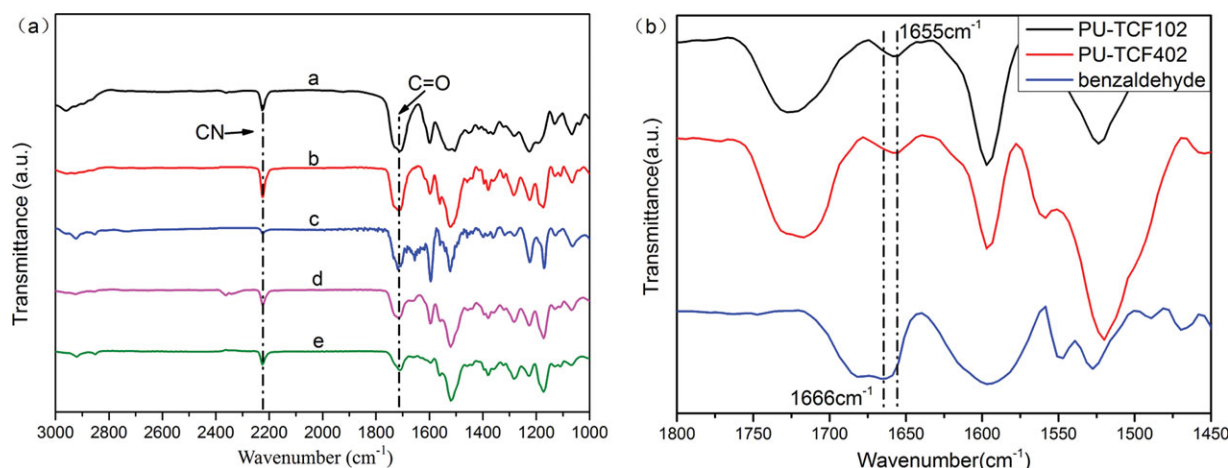 (a)
C=O
CN
a
b
c
d
e
Transmittance (a.u.)
3000 2800 2600 2400 2200 2000 1800 1600 1400 1200 1000
Wavenumber (cm⁻¹)
(b)
1655cm⁻¹
PU-TCF102
PU-TCF402
benzaldehyde
1666cm⁻¹
Transmittance(a.u.)
1800 1750 1700 1650 1600 1550 1500 1450
Wavenumber(cm⁻¹)